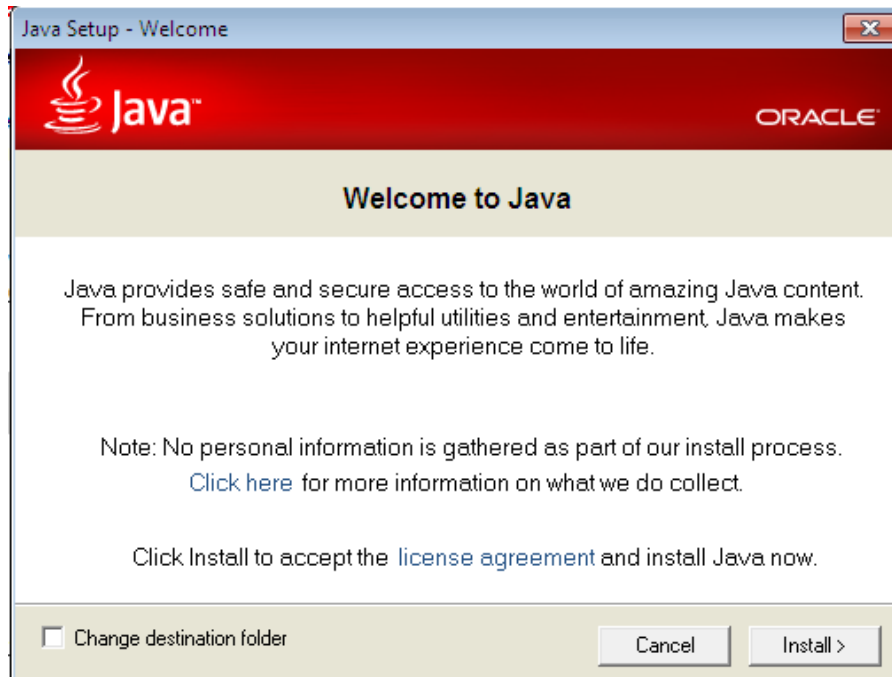 Java Setup - Welcome
Java™
ORACLE
Welcome to Java
Java provides safe and secure access to the world of amazing Java content.
From business solutions to helpful utilities and entertainment, Java makes
your internet experience come to life.
Note: No personal information is gathered as part of our install process.
Click here for more information on what we do collect.
Click Install to accept the license agreement and install Java now.
Change destination folder
Cancel
Install >